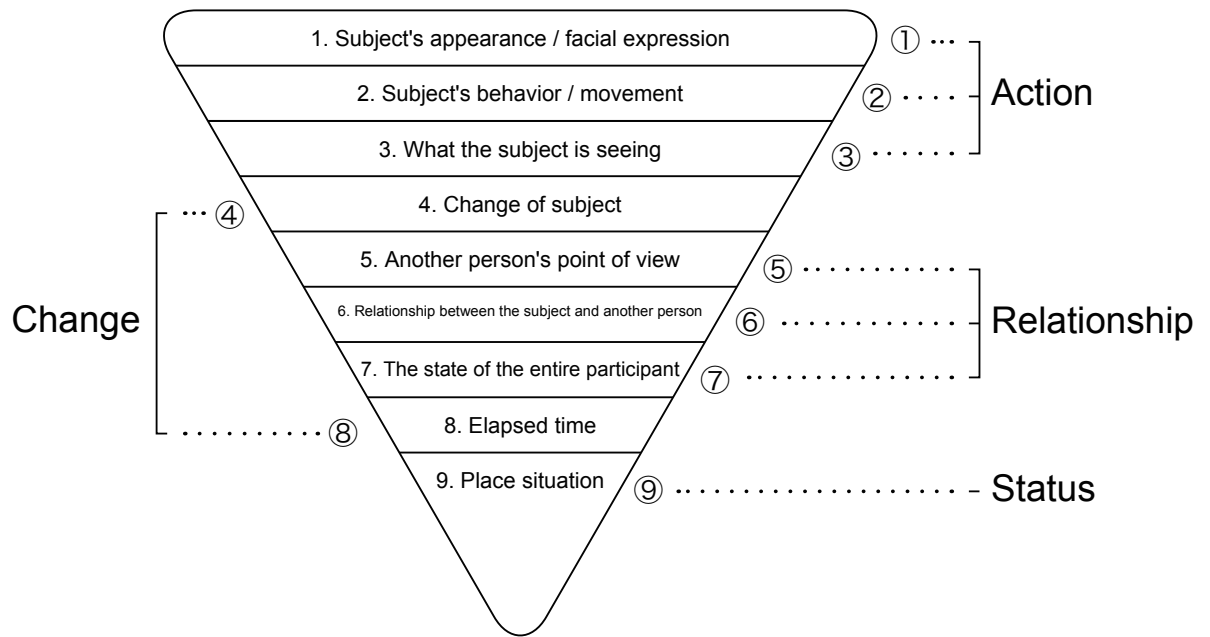 1. Subject's appearance / facial expression
①
2. Subject's behavior / movement
②
Action
3. What the subject is seeing
③
4. Change of subject
④
5. Another person's point of view
⑤
Change
6. Relationship between the subject and another person
⑥
Relationship
7. The state of the entire participant
⑦
8. Elapsed time
⑧
9. Place situation
⑨
Status